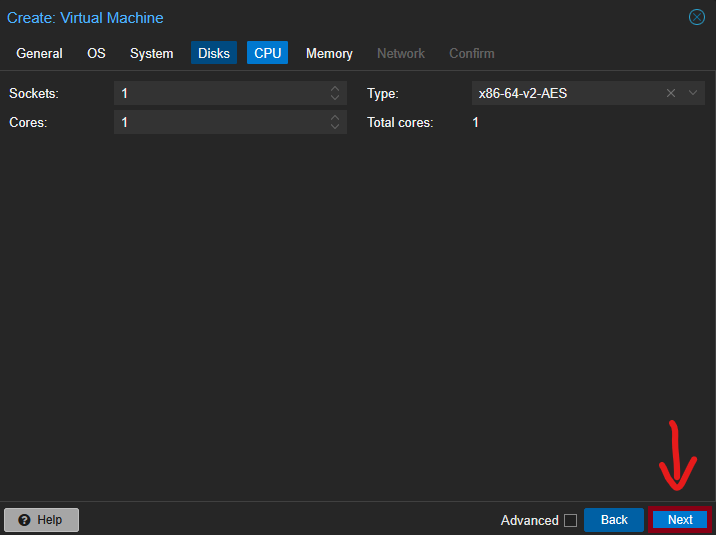 Create: Virtual Machine
General OS System Disks CPU Memory Network Confirm
Sockets: 1 Type: x86-64-v2-AES
Cores: 1 Total cores: 1
Help Advanced Back Next